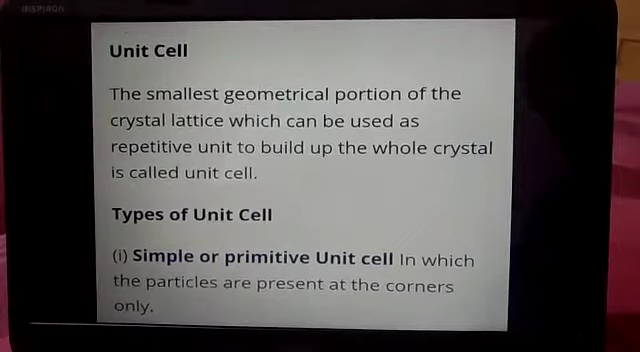 INSPIRON
Unit Cell
The smallest geometrical portion of the
crystal lattice which can be used as
repetitive unit to build up the whole crystal
is called unit cell.
Types of Unit Cell
(i) Simple or primitive Unit cell In which
the particles are present at the corners
only.